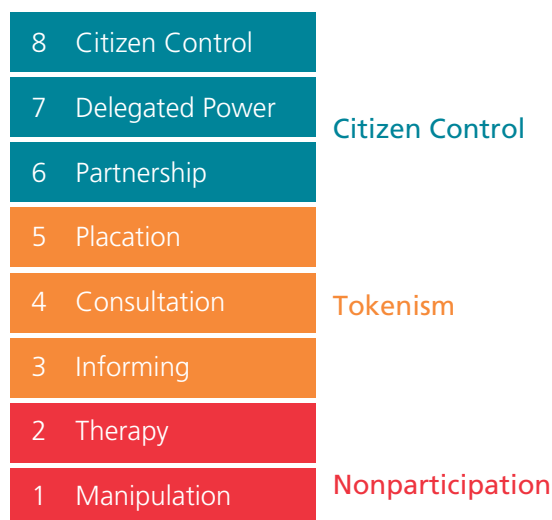 8 Citizen Control
7 Delegated Power
Citizen Control
6 Partnership
5 Placation
4 Consultation
Tokenism
3 Informing
2 Therapy
1 Manipulation
Nonparticipation